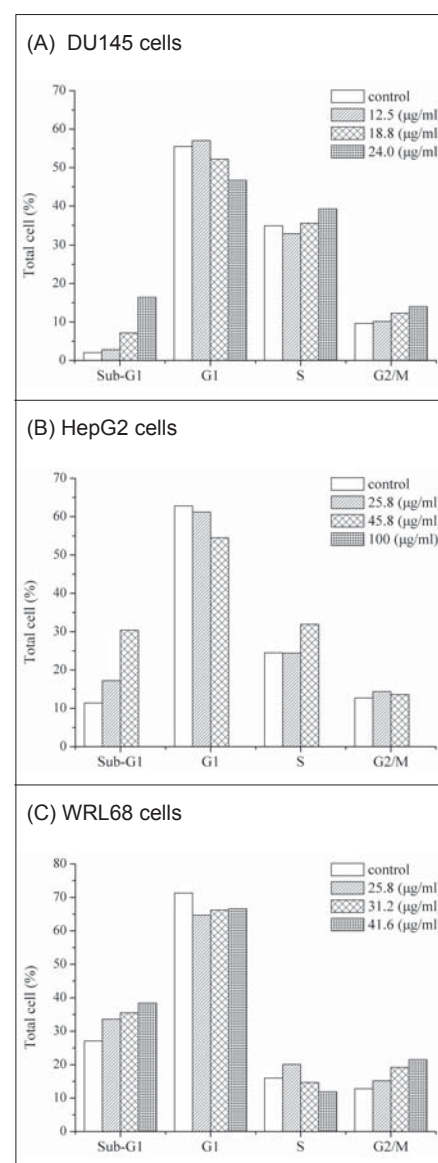 (A) DU145 cells
control
12.5 (μg/ml)
18.8 (μg/ml)
24.0 (μg/ml)
Total cell (%)
70
60
50
40
30
20
10
0
Sub-G1 G1 S G2/M
(B) HepG2 cells
control
25.8 (μg/ml)
45.8 (μg/ml)
100 (μg/ml)
Total cell (%)
70
60
50
40
30
20
10
0
Sub-G1 G1 S G2/M
(C) WRL68 cells
control
25.8 (μg/ml)
31.2 (μg/ml)
41.6 (μg/ml)
Total cell (%)
80
70
60
50
40
30
20
10
0
Sub-G1 G1 S G2/M